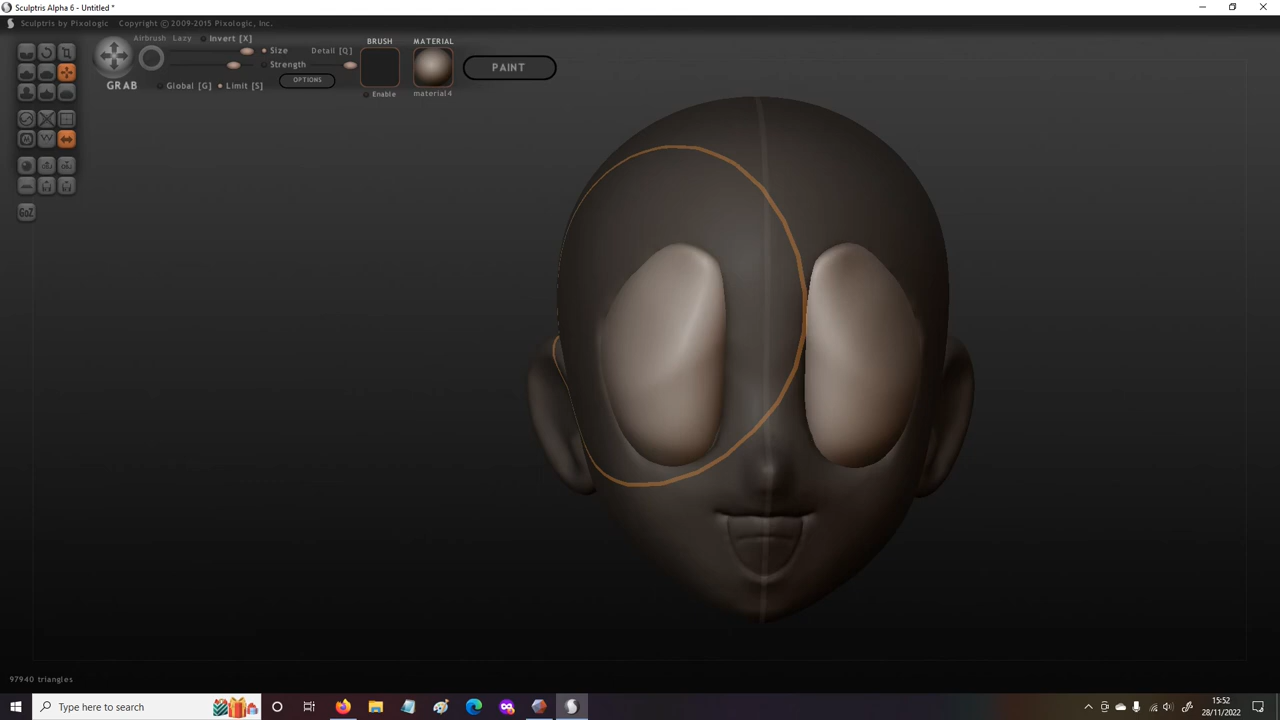 Sculptris Alpha 6 - Untitled *
Sculptris by Pixologic Copyright ©2009-2015 Pixologic, Inc.
Airbrush Lazy Invert [X]
Size Detail [Q]
Strength
GRAB Global [G] Limit [S]
OPTIONS
BRUSH
Enable
MATERIAL
material4
PAINT
GoZ
97940 triangles
Type here to search
15:52
28/11/2022